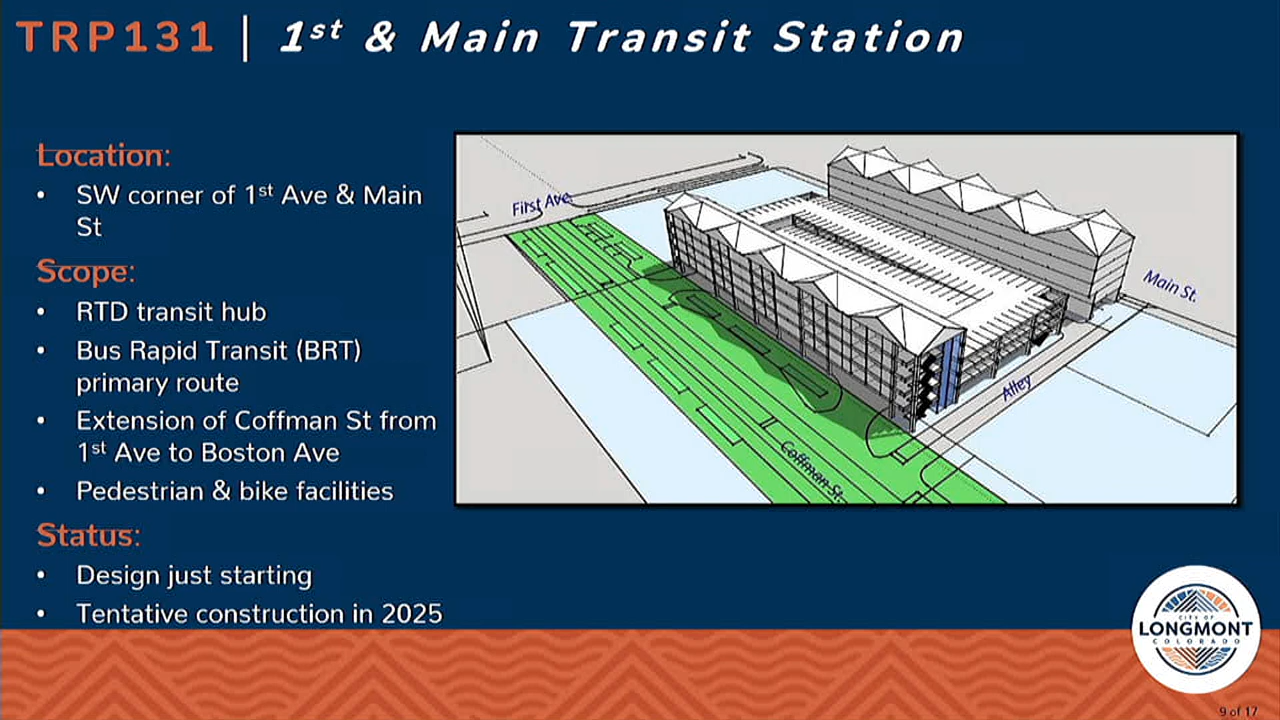 TRP131 | 1st & Main Transit Station
Location:
• SW corner of 1st Ave & Main
St
Scope:
• RTD transit hub
• Bus Rapid Transit (BRT)
primary route
• Extension of Coffman St from
1st Ave to Boston Ave
• Pedestrian & bike facilities
Status:
• Design just starting
• Tentative construction in 2025
First Ave.
Main St.
Alley
Coffman St.
CITY OF
LONGMONT
COLORADO
9 of 17